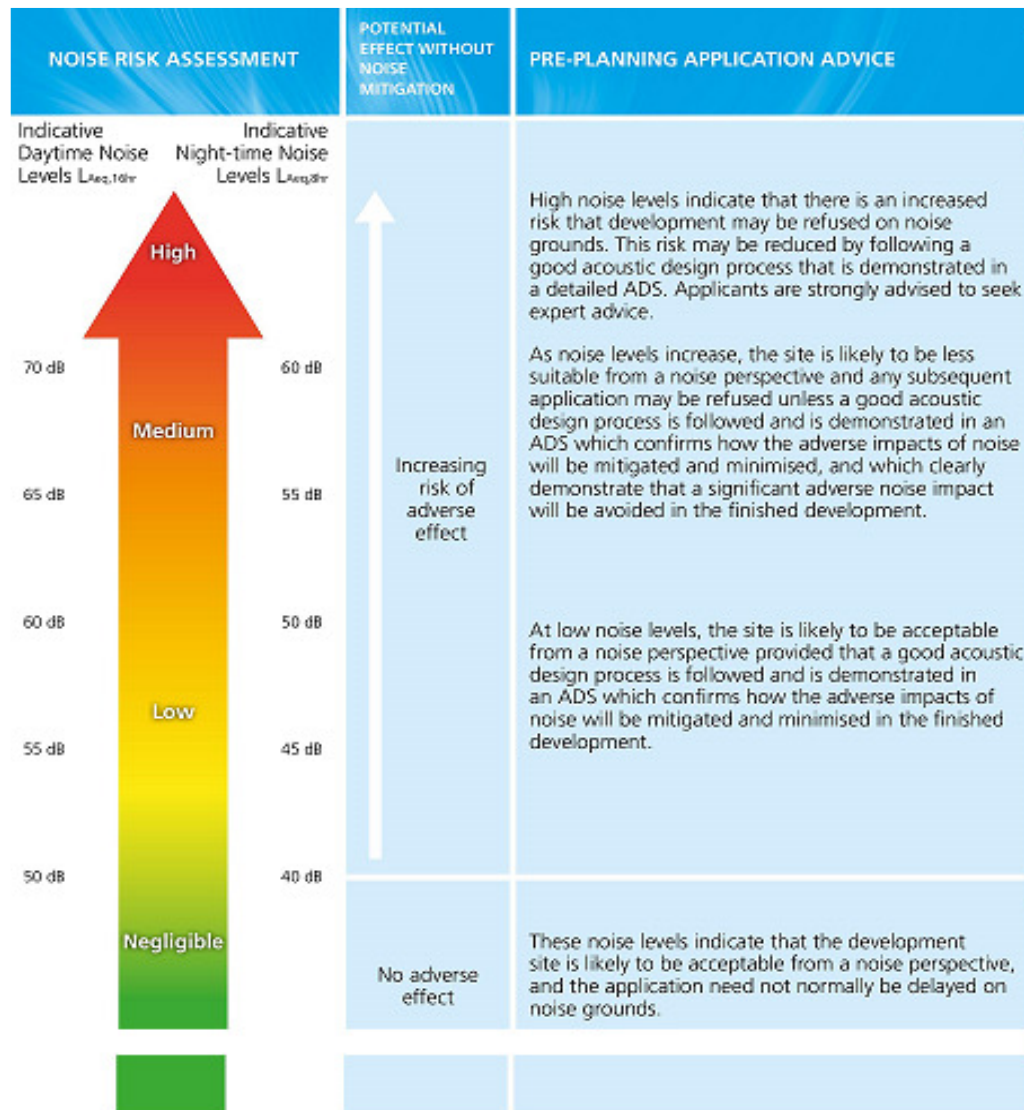 NOISE RISK ASSESSMENT
POTENTIAL
EFFECT WITHOUT
NOISE
MITIGATION
PRE-PLANNING APPLICATION ADVICE
Indicative
Daytime Noise
Levels LAeq,16hr
Indicative
Night-time Noise
Levels LAeq,8hr
High
70 dB
60 dB
Medium
65 dB
55 dB
60 dB
50 dB
Low
55 dB
45 dB
50 dB
40 dB
Negligible
Increasing
risk of
adverse
effect
No adverse
effect
High noise levels indicate that there is an increased
risk that development may be refused on noise
grounds. This risk may be reduced by following a
good acoustic design process that is demonstrated in
a detailed ADS. Applicants are strongly advised to seek
expert advice.
As noise levels increase, the site is likely to be less
suitable from a noise perspective and any subsequent
application may be refused unless a good acoustic
design process is followed and is demonstrated in an
ADS which confirms how the adverse impacts of noise
will be mitigated and minimised, and which clearly
demonstrate that a significant adverse noise impact
will be avoided in the finished development.
At low noise levels, the site is likely to be acceptable
from a noise perspective provided that a good acoustic
design process is followed and is demonstrated in
an ADS which confirms how the adverse impacts of
noise will be mitigated and minimised in the finished
development.
These noise levels indicate that the development
site is likely to be acceptable from a noise perspective,
and the application need not normally be delayed on
noise grounds.